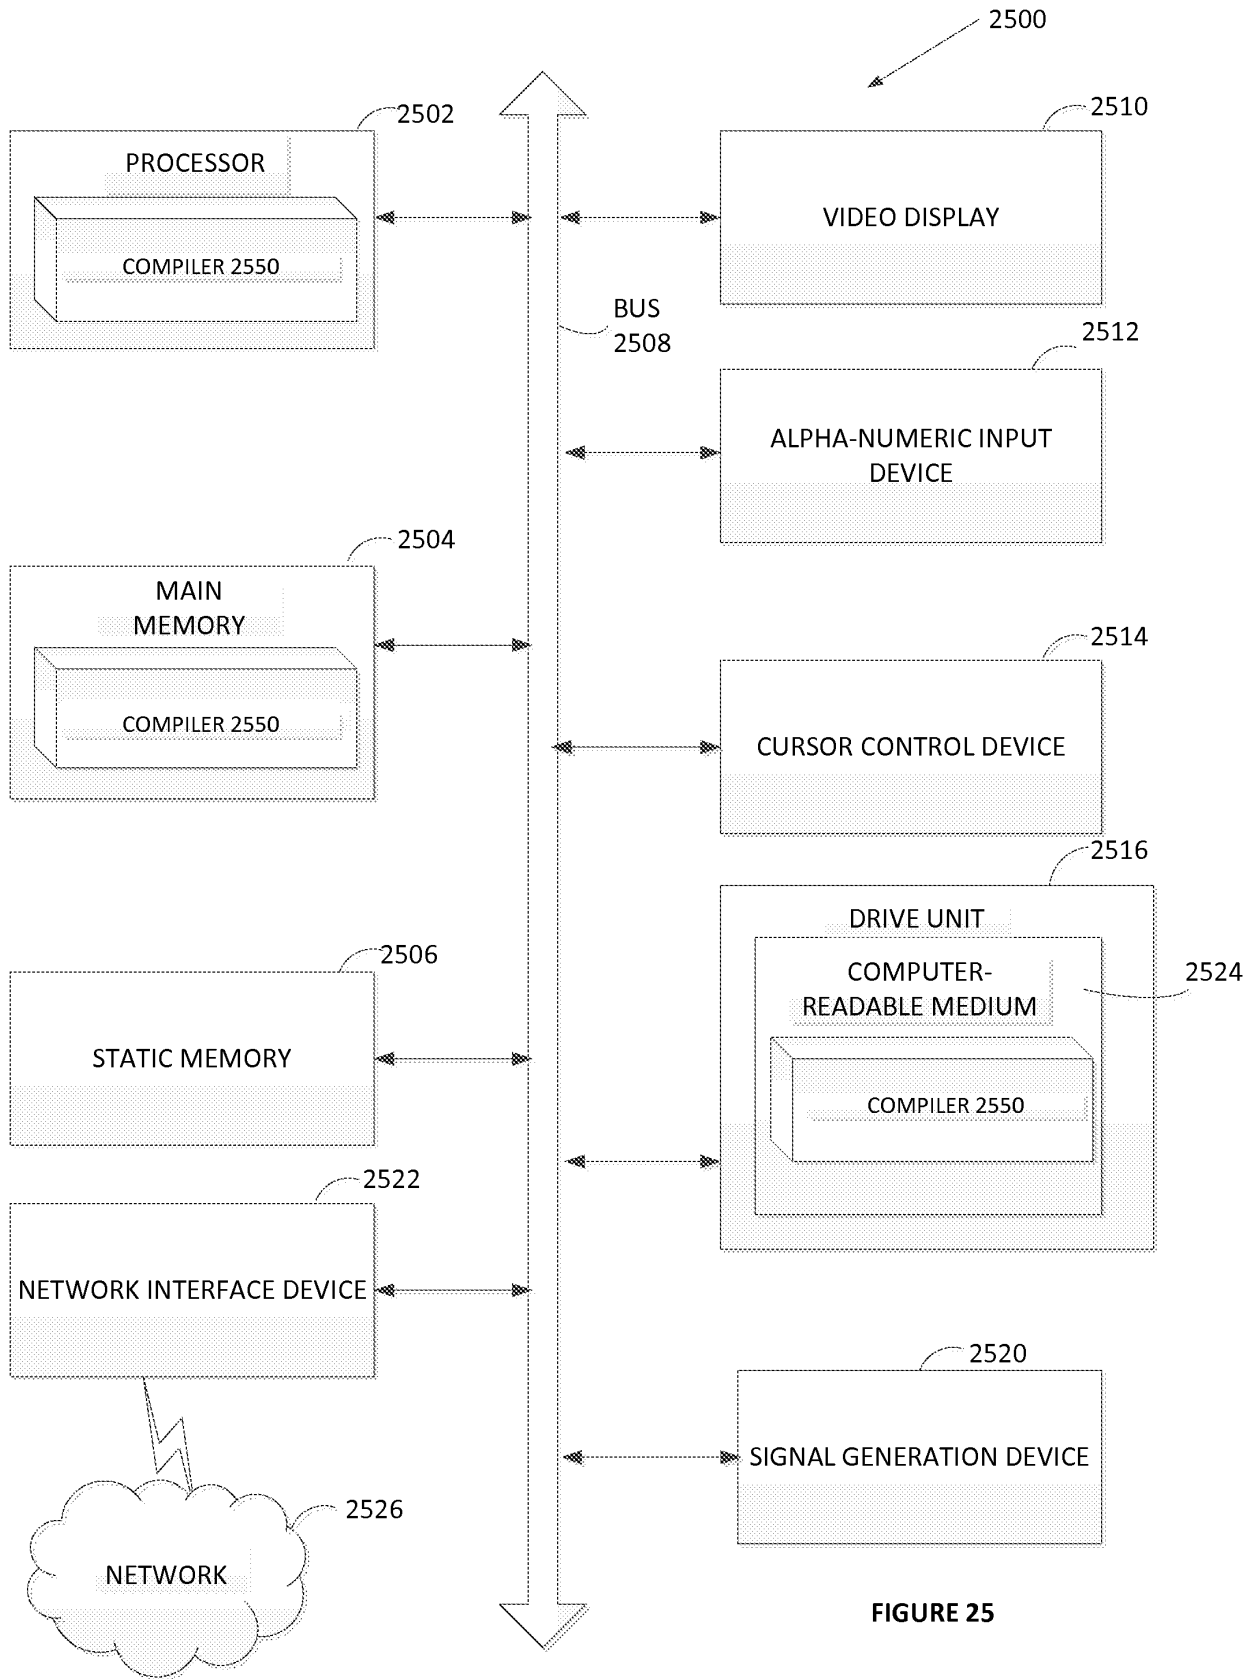 2500
2502
PROCESSOR
COMPILER 2550
2510
VIDEO DISPLAY
BUS
2508
2512
ALPHA-NUMERIC INPUT
DEVICE
2504
MAIN
MEMORY
COMPILER 2550
2514
CURSOR CONTROL DEVICE
2516
DRIVE UNIT
COMPUTER-
READABLE MEDIUM
2524
COMPILER 2550
2506
STATIC MEMORY
2522
NETWORK INTERFACE DEVICE
2520
SIGNAL GENERATION DEVICE
2526
NETWORK
FIGURE 25